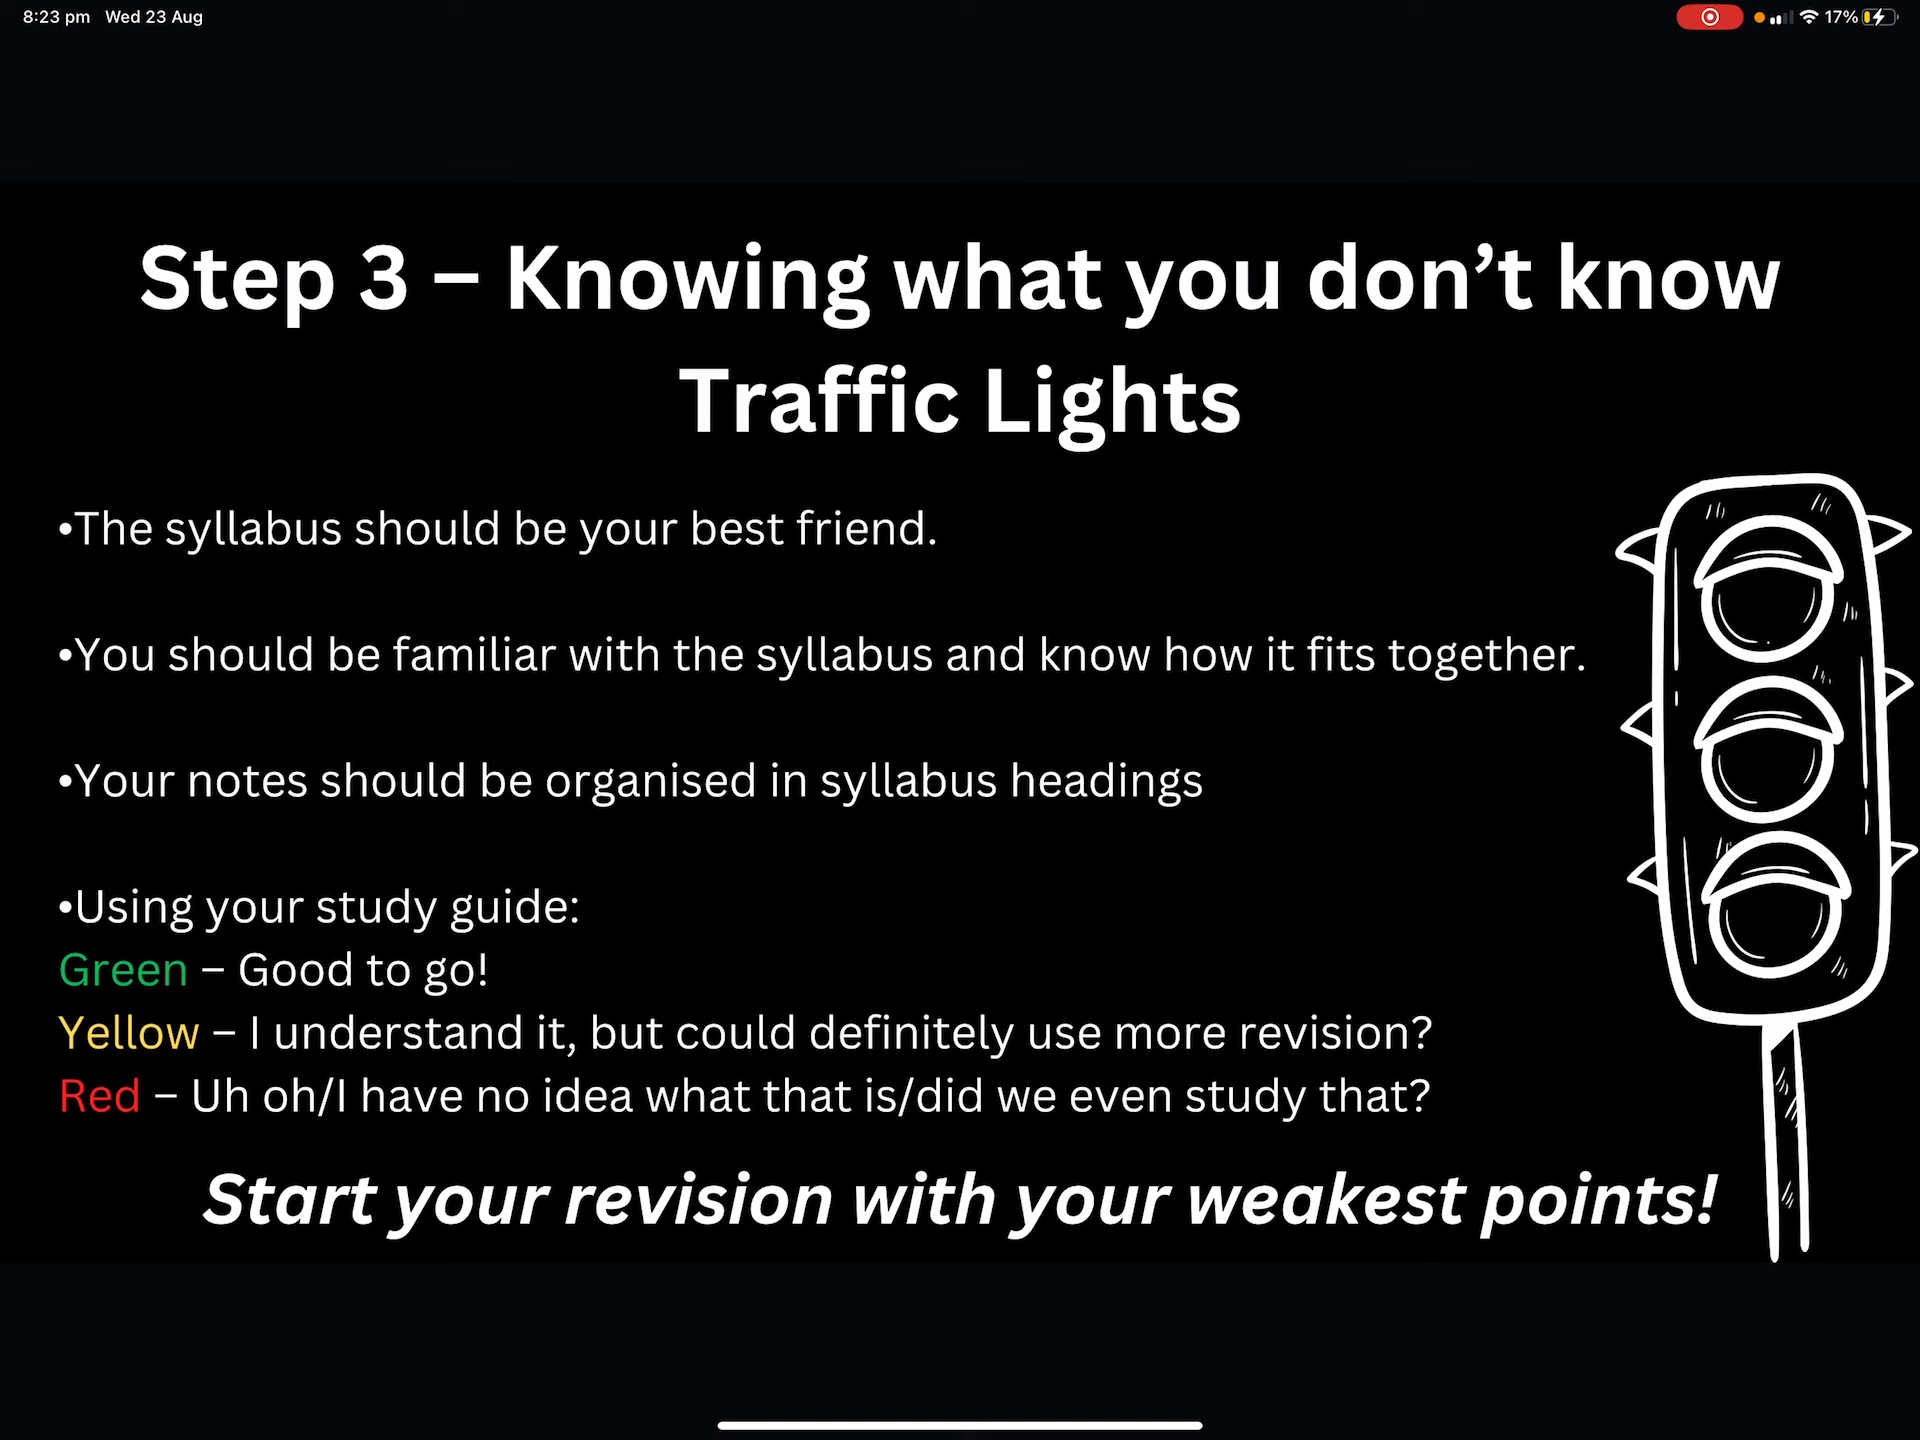 8:23 pm Wed 23 Aug
17%
Step 3 – Knowing what you don’t know
Traffic Lights
•The syllabus should be your best friend.
•You should be familiar with the syllabus and know how it fits together.
•Your notes should be organised in syllabus headings
•Using your study guide:
Green – Good to go!
Yellow – I understand it, but could definitely use more revision?
Red – Uh oh/I have no idea what that is/did we even study that?
Start your revision with your weakest points!